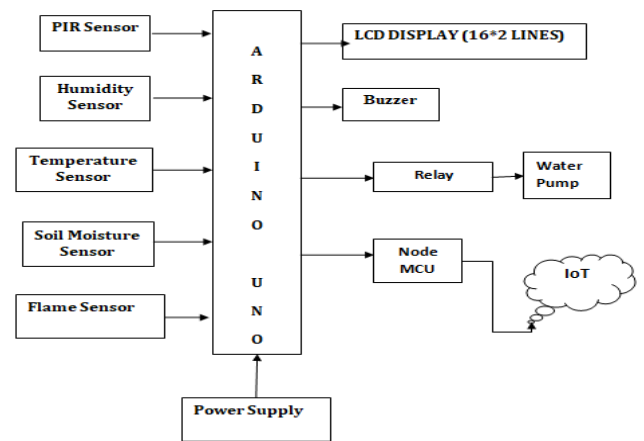 PIR Sensor
Humidity
Sensor
Temperature
Sensor
Soil Moisture
Sensor
Flame Sensor
A
R
D
U
I
N
O
U
N
O
Power Supply
LCD DISPLAY (16*2 LINES)
Buzzer
Relay
Water
Pump
Node
MCU
IoT